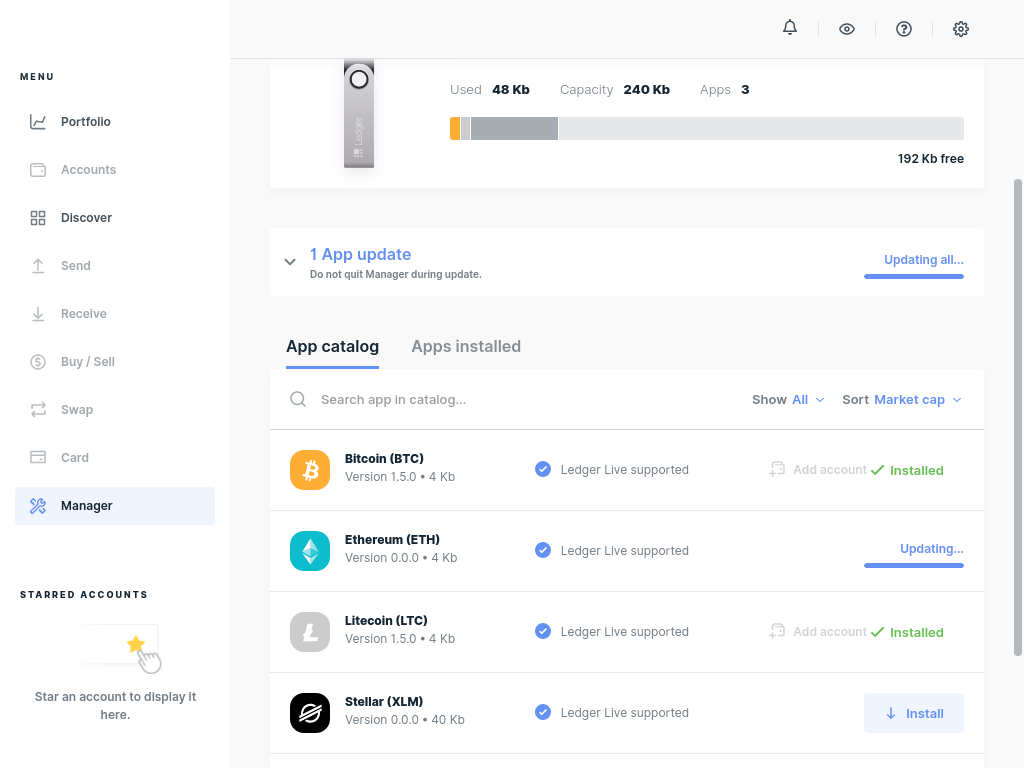 MENU
Portfolio
Accounts
Discover
Send
Receive
Buy / Sell
Swap
Card
Manager
STARRED ACCOUNTS
Star an account to display it
here.
Ledger
Used 48 Kb Capacity 240 Kb Apps 3
192 Kb free
1 App update
Do not quit Manager during update.
Updating all...
App catalog Apps installed
Search app in catalog...
Show All Sort Market cap
Bitcoin (BTC)
Version 1.5.0 • 4 Kb
Ledger Live supported
Add account Installed
Ethereum (ETH)
Version 0.0.0 • 4 Kb
Ledger Live supported
Updating...
Litecoin (LTC)
Version 1.5.0 • 4 Kb
Ledger Live supported
Add account Installed
Stellar (XLM)
Version 0.0.0 • 40 Kb
Ledger Live supported
Install